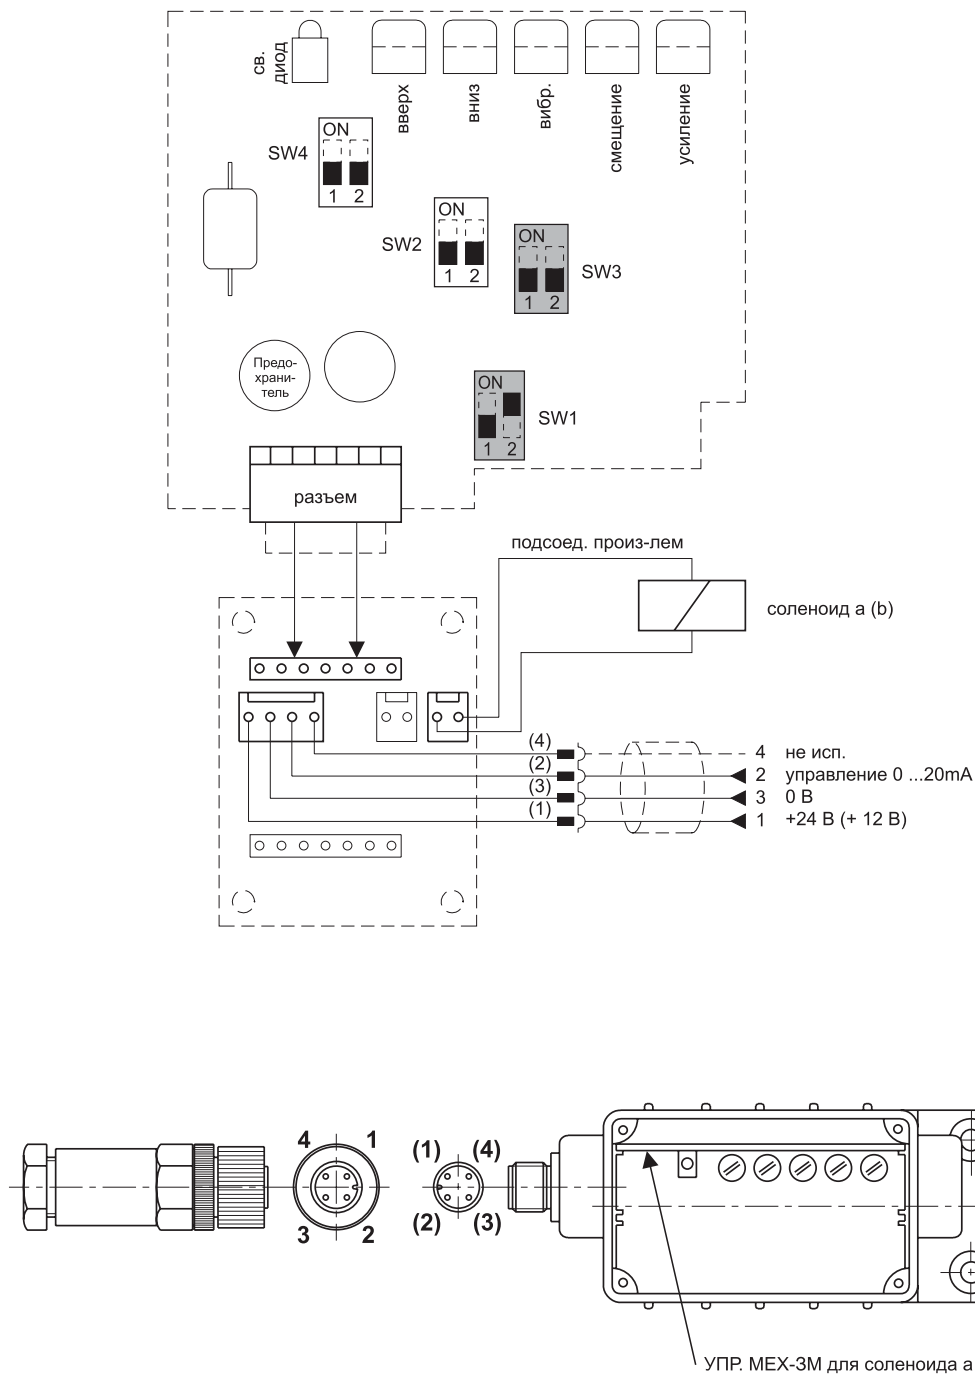 св.
диод
вверх
вниз
вибр.
смещение
усиление
ON
SW4
1 2
ON
SW2
1 2
ON
SW3
1 2
Предо-
храни-
тель
ON
SW1
1 2
разъем
подсоед. произ-лем
соленоид a (b)
(4) 4 не исп.
(2) 2 управление 0 ...20mA
(3) 3 0 В
(1) 1 +24 В (+ 12 В)
4 1
3 2
(1) (4)
(2) (3)
УПР. МЕХ-ЗМ для соленоида a